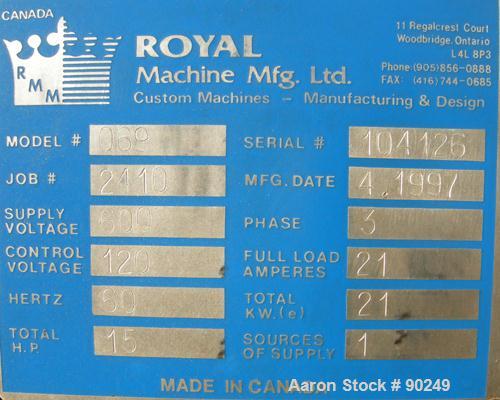 CANADA
RMM
ROYAL
Machine Mfg. Ltd.
Custom Machines - Manufacturing & Design
11 Regalcrest Court
Woodbridge, Ontario
L4L 8P3
Phone:(905)856-0888
FAX: (416)744-0685
MODEL # 069 SERIAL # 104126
JOB # 2410 MFG. DATE 4.1997
SUPPLY VOLTAGE 600 PHASE 3
CONTROL VOLTAGE 120 FULL LOAD AMPERES 21
HERTZ 60 TOTAL KW.(e) 21
TOTAL H.P. 15 SOURCES OF SUPPLY 1
MADE IN CANADA
Aaron Stock # 90249